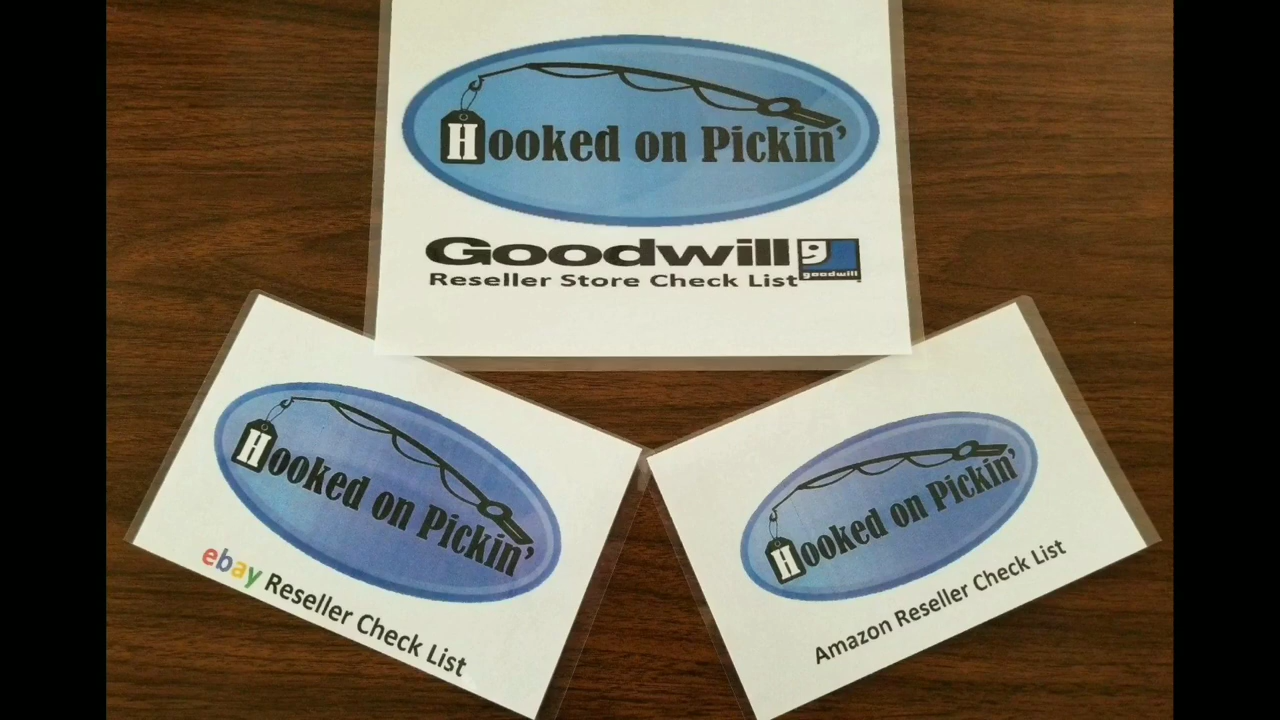 Hooked on Pickin'
Goodwill
g
goodwill
Reseller Store Check List
Hooked on Pickin'
ebay Reseller Check List
Hooked on Pickin'
Amazon Reseller Check List